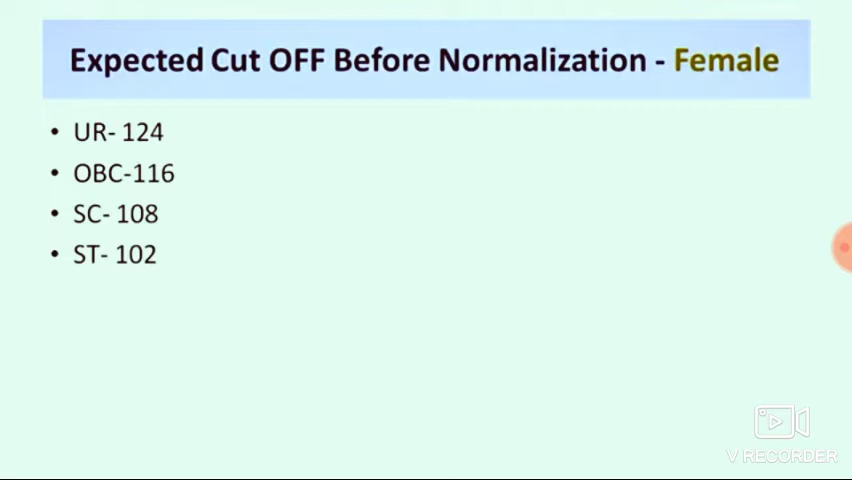 Expected Cut OFF Before Normalization - Female
• UR- 124
• OBC-116
• SC- 108
• ST- 102
V RECORDER